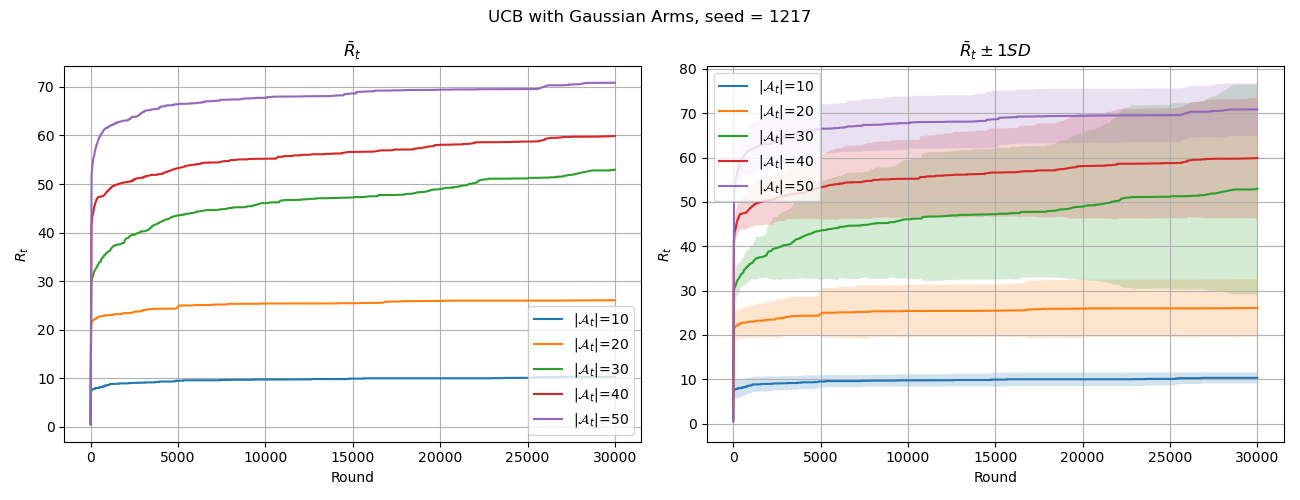 UCB with Gaussian Arms, seed = 1217
R̄ₜ
70
60
50
40
30
20
10
0
Rₜ
0 5000 10000 15000 20000 25000 30000
Round
|𝒜ₜ|=10
|𝒜ₜ|=20
|𝒜ₜ|=30
|𝒜ₜ|=40
|𝒜ₜ|=50
R̄ₜ ± 1SD
80
70
60
50
40
30
20
10
0
Rₜ
0 5000 10000 15000 20000 25000 30000
Round
|𝒜ₜ|=10
|𝒜ₜ|=20
|𝒜ₜ|=30
|𝒜ₜ|=40
|𝒜ₜ|=50